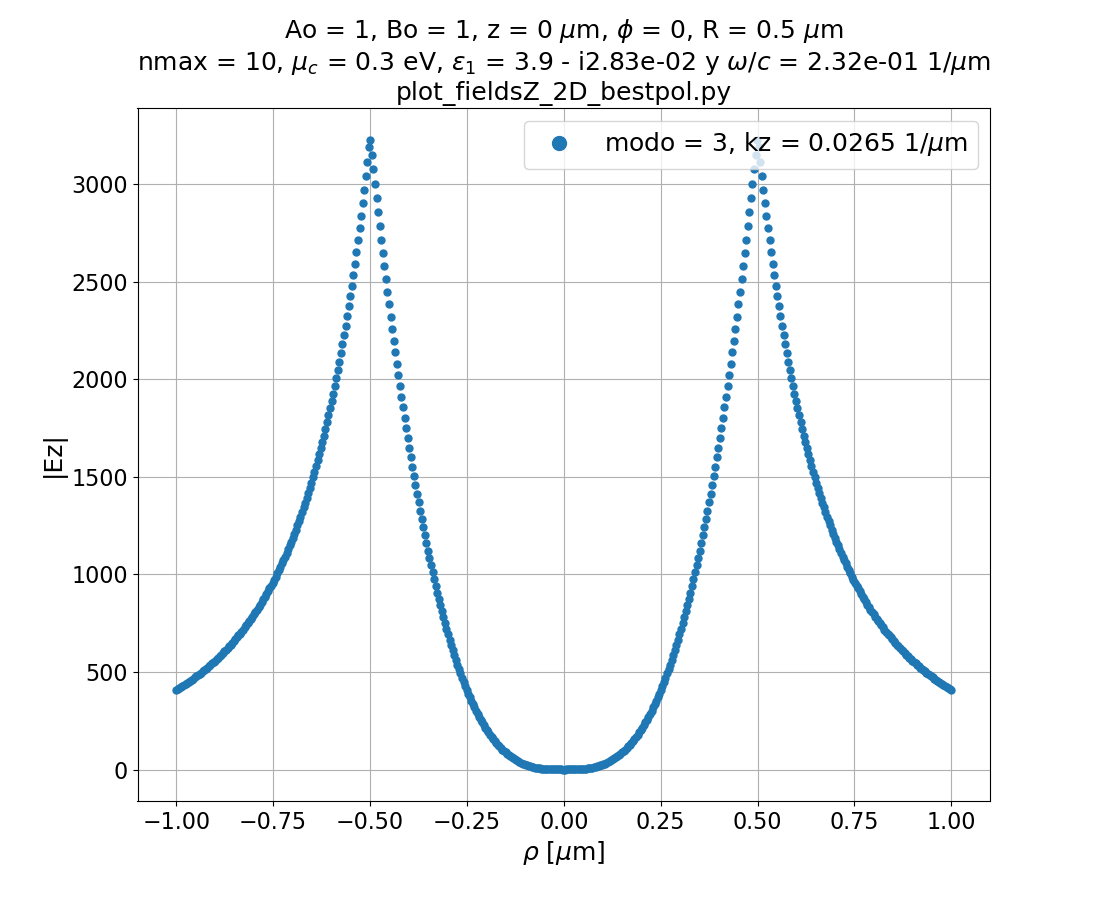 Ao = 1, Bo = 1, z = 0 μm, ϕ = 0, R = 0.5 μm
nmax = 10, μc = 0.3 eV, ε1 = 3.9 - i2.83e-02 y ω/c = 2.32e-01 1/μm
plot_fieldsZ_2D_bestpol.py
modo = 3, kz = 0.0265 1/μm
|Ez|
3000
2500
2000
1500
1000
500
0
−1.00 −0.75 −0.50 −0.25 0.00 0.25 0.50 0.75 1.00
ρ [μm]